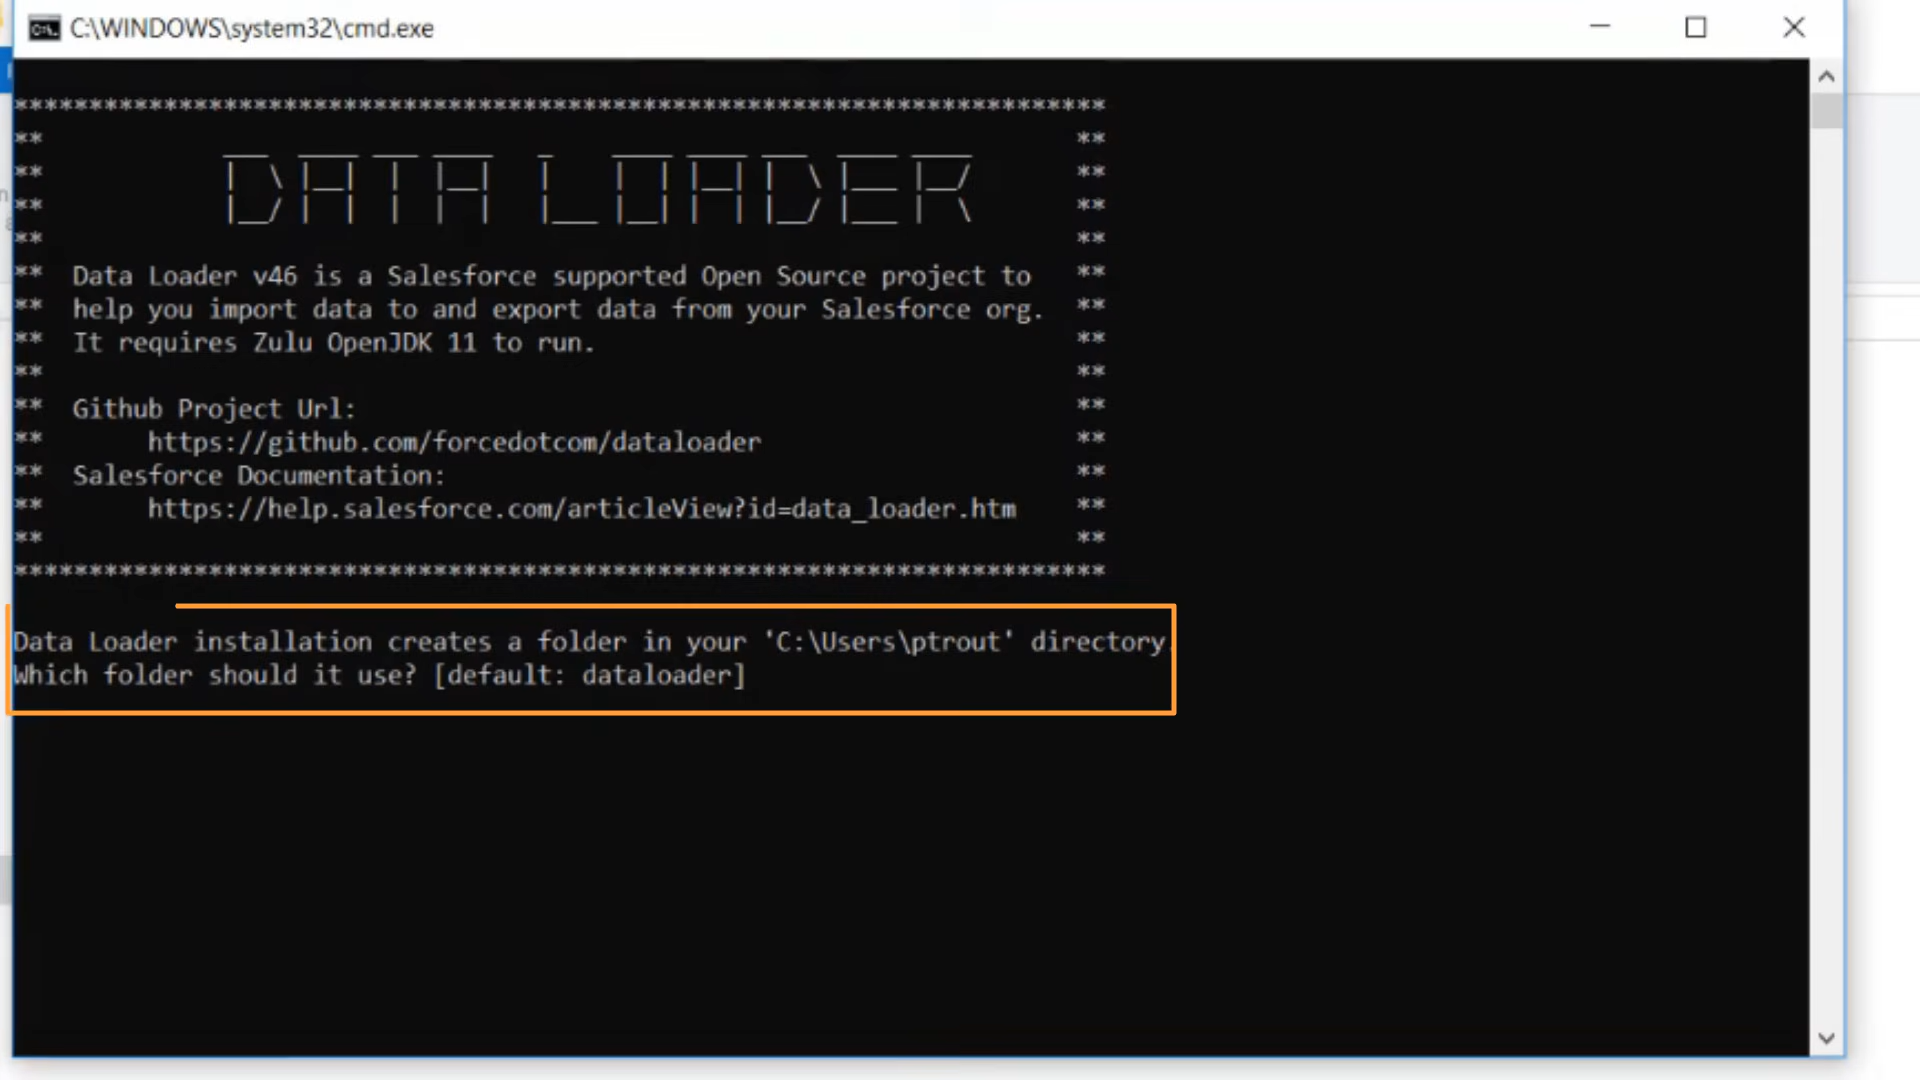 C:\WINDOWS\system32\cmd.exe
*************************************************************************
** **
** DATA LOADER **
** **
** **
** Data Loader v46 is a Salesforce supported Open Source project to **
** help you import data to and export data from your Salesforce org. **
** It requires Zulu OpenJDK 11 to run. **
** **
** Github Project Url: **
** https://github.com/forcedotcom/dataloader **
** Salesforce Documentation: **
** https://help.salesforce.com/articleView?id=data_loader.htm **
** **
*************************************************************************
Data Loader installation creates a folder in your 'C:\Users\ptrout' directory.
Which folder should it use? [default: dataloader]